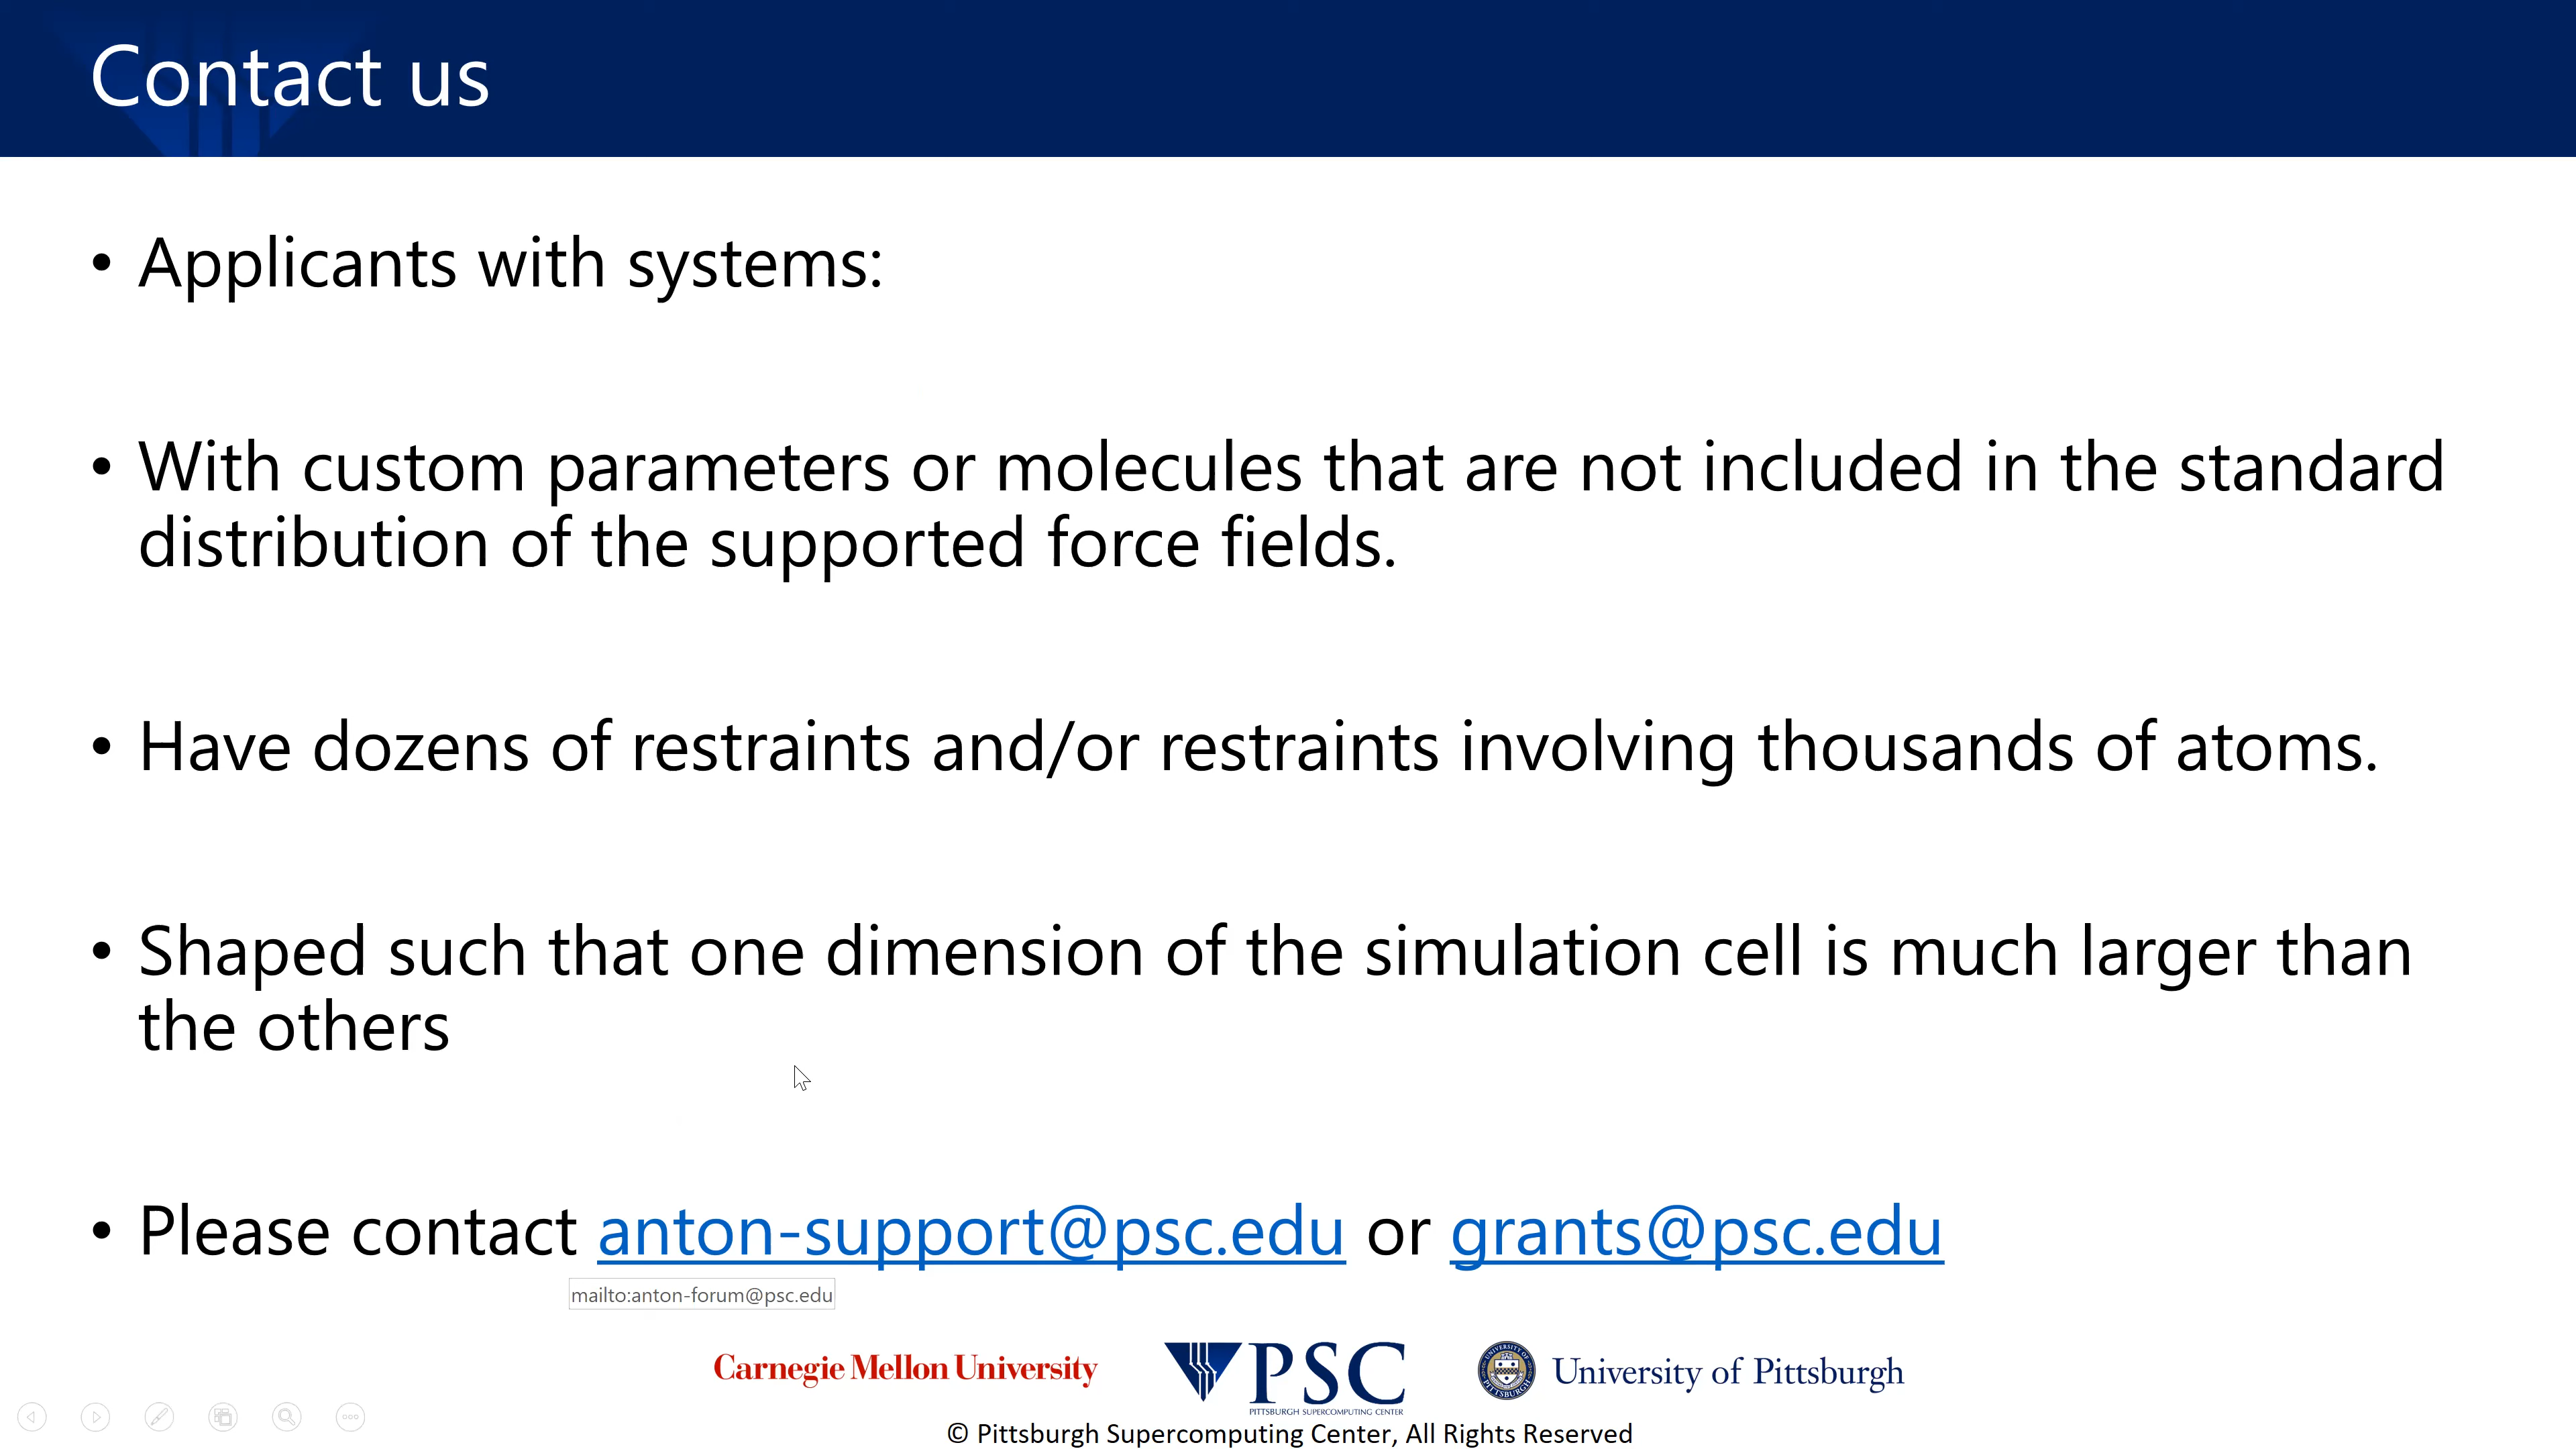 Contact us
• Applicants with systems:
• With custom parameters or molecules that are not included in the standard
distribution of the supported force fields.
• Have dozens of restraints and/or restraints involving thousands of atoms.
• Shaped such that one dimension of the simulation cell is much larger than
the others
• Please contact anton-support@psc.edu or grants@psc.edu
mailto:anton-forum@psc.edu
Carnegie Mellon University
PSC
PITTSBURGH SUPERCOMPUTING CENTER
University of Pittsburgh
© Pittsburgh Supercomputing Center, All Rights Reserved